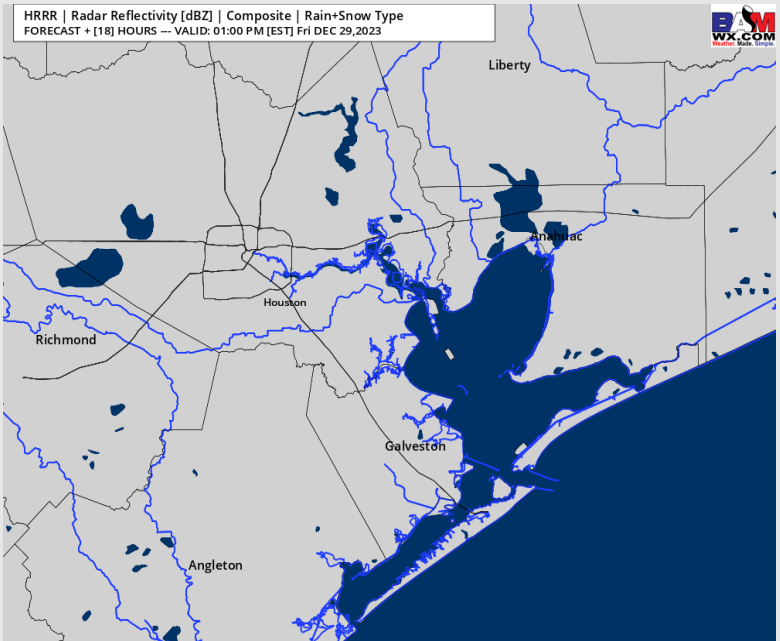 HRRR | Radar Reflectivity [dBZ] | Composite | Rain+Snow Type
FORECAST + [18] HOURS --- VALID: 01:00 PM [EST] Fri DEC 29,2023
BAM
WX.COM
Weather. Made. Simple.
Liberty
Anahuac
Houston
Richmond
Galveston
Angleton